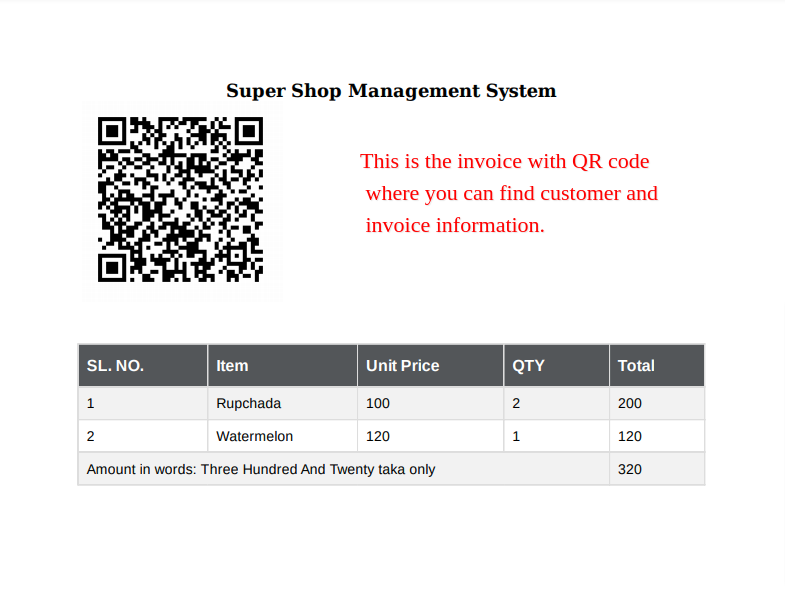 Super Shop Management System
This is the invoice with QR code
where you can find customer and
invoice information.
SL. NO. Item Unit Price QTY Total
1 Rupchada 100 2 200
2 Watermelon 120 1 120
Amount in words: Three Hundred And Twenty taka only 320